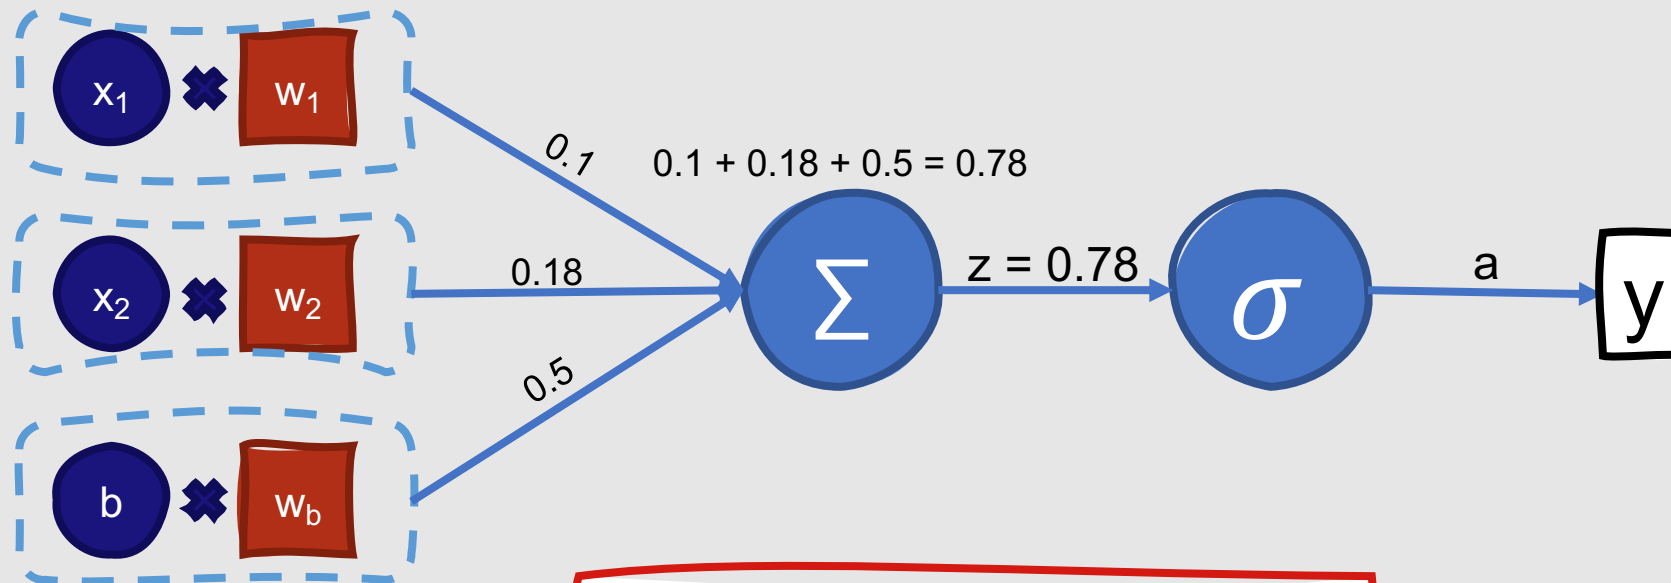 x₁ w₁
0.1
0.1 + 0.18 + 0.5 = 0.78
x₂ w₂
0.18
∑
z = 0.78
σ
a
y
0.5
b w_b